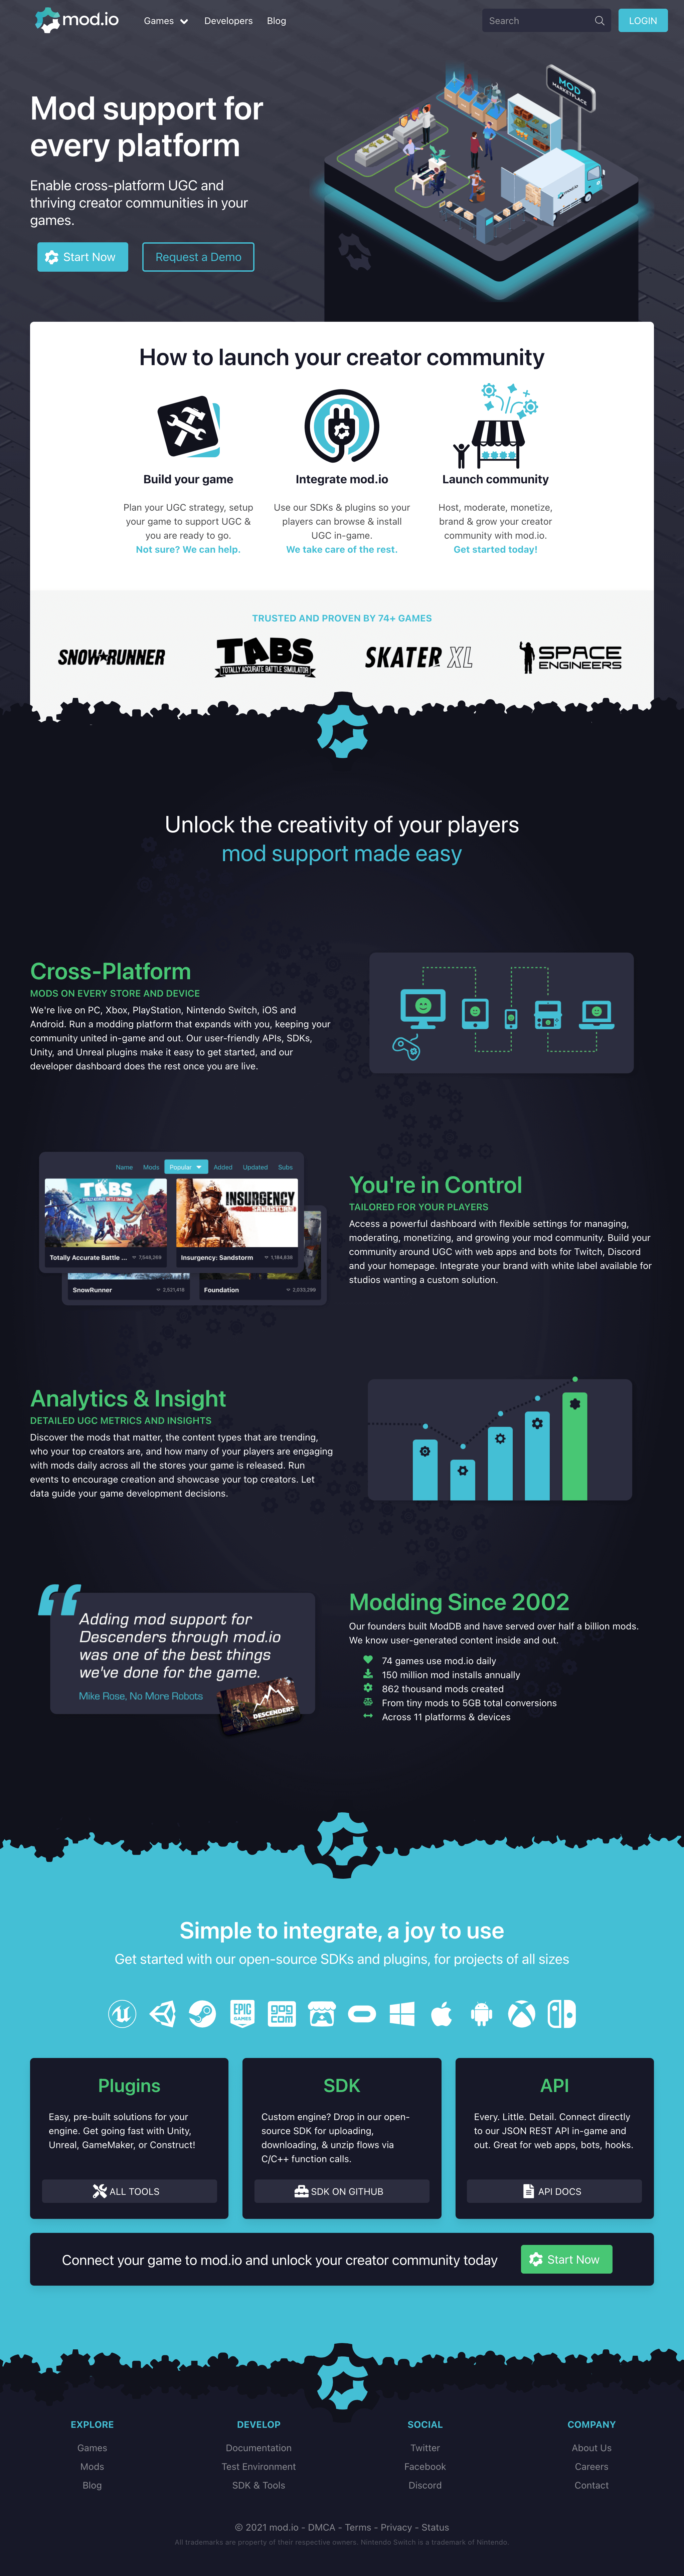 mod.io
Games
Developers
Blog
Search
LOGIN
MOD
MARKETPLACE
Mod support for
every platform
Enable cross-platform UGC and
thriving creator communities in your
games.
Start Now
Request a Demo
How to launch your creator community
Build your game
Plan your UGC strategy, setup
your game to support UGC &
you are ready to go.
Not sure? We can help.
Integrate mod.io
Use our SDKs & plugins so your
players can browse & install
UGC in-game.
We take care of the rest.
Launch community
Host, moderate, monetize,
brand & grow your creator
community with mod.io.
Get started today!
TRUSTED AND PROVEN BY 74+ GAMES
SNOWRUNNER
TABS
TOTALLY ACCURATE BATTLE SIMULATOR
SKATER XL
SPACE
ENGINEERS
Unlock the creativity of your players
mod support made easy
Cross-Platform
MODS ON EVERY STORE AND DEVICE
We're live on PC, Xbox, PlayStation, Nintendo Switch, iOS and
Android. Run a modding platform that expands with you, keeping your
community united in-game and out. Our user-friendly APIs, SDKs,
Unity, and Unreal plugins make it easy to get started, and our
developer dashboard does the rest once you are live.
Name
Mods
Popular
Added
Updated
Subs
TABS
TOTALLY ACCURATE BATTLE SIMULATOR
INSURGENCY
SANDSTORM
Totally Accurate Battle ...
7,548,269
Insurgency: Sandstorm
1,184,838
SnowRunner
2,521,418
Foundation
2,033,299
You're in Control
TAILORED FOR YOUR PLAYERS
Access a powerful dashboard with flexible settings for managing,
moderating, monetizing, and growing your mod community. Build your
community around UGC with web apps and bots for Twitch, Discord
and your homepage. Integrate your brand with white label available for
studios wanting a custom solution.
Analytics & Insight
DETAILED UGC METRICS AND INSIGHTS
Discover the mods that matter, the content types that are trending,
who your top creators are, and how many of your players are engaging
with mods daily across all the stores your game is released. Run
events to encourage creation and showcase your top creators. Let
data guide your game development decisions.
“
Adding mod support for
Descenders through mod.io
was one of the best things
we've done for the game.
Mike Rose, No More Robots
DESCENDERS
Modding Since 2002
Our founders built ModDB and have served over half a billion mods.
We know user-generated content inside and out.
74 games use mod.io daily
150 million mod installs annually
862 thousand mods created
From tiny mods to 5GB total conversions
Across 11 platforms & devices
Simple to integrate, a joy to use
Get started with our open-source SDKs and plugins, for projects of all sizes
EPIC
GAMES
GOG
COM
Plugins
Easy, pre-built solutions for your
engine. Get going fast with Unity,
Unreal, GameMaker, or Construct!
ALL TOOLS
SDK
Custom engine? Drop in our open-
source SDK for uploading,
downloading, & unzip flows via
C/C++ function calls.
SDK ON GITHUB
API
Every. Little. Detail. Connect directly
to our JSON REST API in-game and
out. Great for web apps, bots, hooks.
API DOCS
Connect your game to mod.io and unlock your creator community today
Start Now
EXPLORE
Games
Mods
Blog
DEVELOP
Documentation
Test Environment
SDK & Tools
SOCIAL
Twitter
Facebook
Discord
COMPANY
About Us
Careers
Contact
© 2021 mod.io - DMCA - Terms - Privacy - Status
All trademarks are property of their respective owners. Nintendo Switch is a trademark of Nintendo.